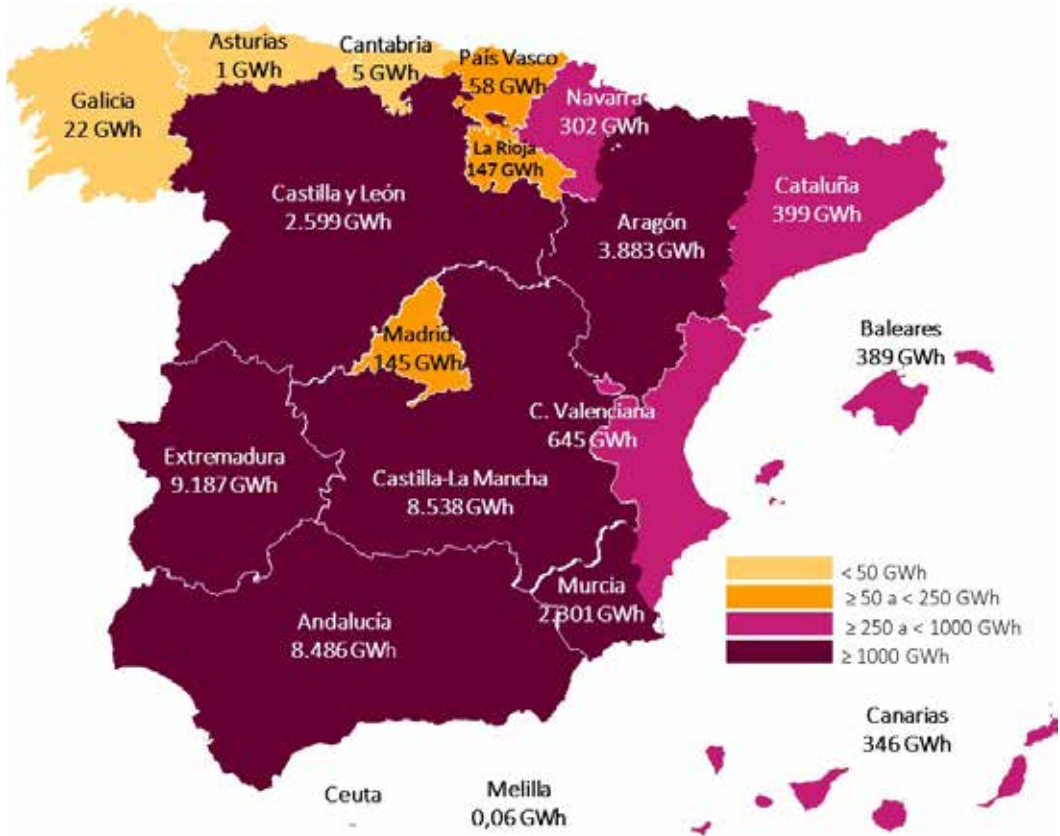 Asturias
1 GWh
Cantabria
5 GWh
País Vasco
58 GWh
Galicia
22 GWh
Navarra
302 GWh
La Rioja
147 GWh
Castilla y León
2.599 GWh
Aragón
3.883 GWh
Cataluña
399 GWh
Madrid
145 GWh
Baleares
389 GWh
C. Valenciana
645 GWh
Extremadura
9.187 GWh
Castilla-La Mancha
8.538 GWh
Murcia
2.301 GWh
Andalucía
8.486 GWh
< 50 GWh
≥ 50 a < 250 GWh
≥ 250 a < 1000 GWh
≥ 1000 GWh
Canarias
346 GWh
Ceuta
-
Melilla
0,06 GWh